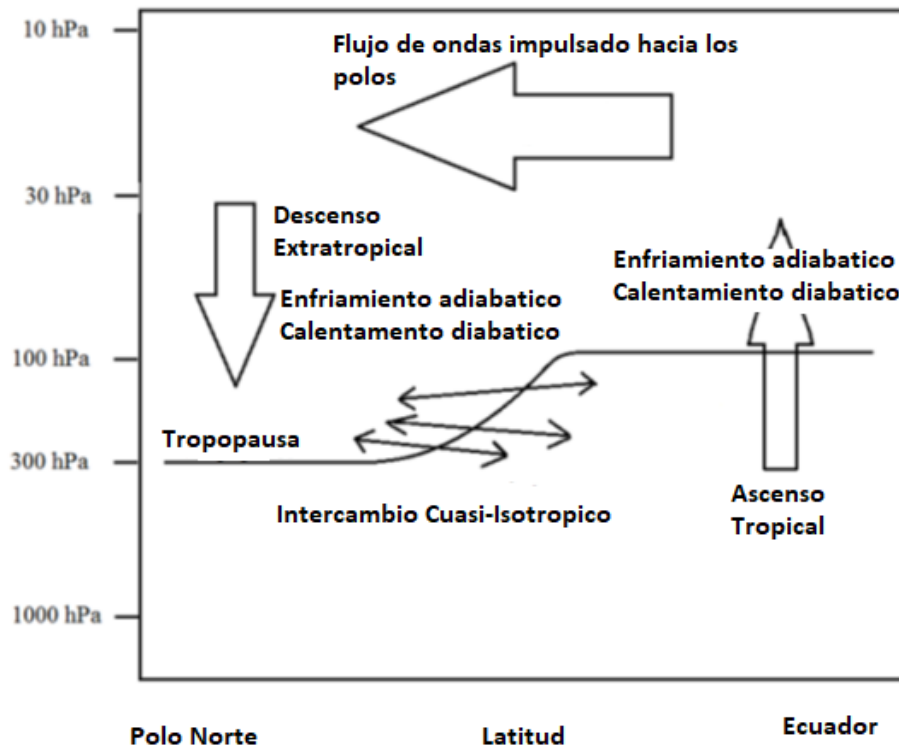 10 hPa
Flujo de ondas impulsado hacia los
polos
30 hPa
Descenso
Extratropical
Enfriamiento adiabatico
Calentamiento diabatico
Enfriamiento adiabatico
Calentamento diabatico
100 hPa
Tropopausa
300 hPa
Intercambio Cuasi-Isotropico
Ascenso
Tropical
1000 hPa
Polo Norte
Latitud
Ecuador